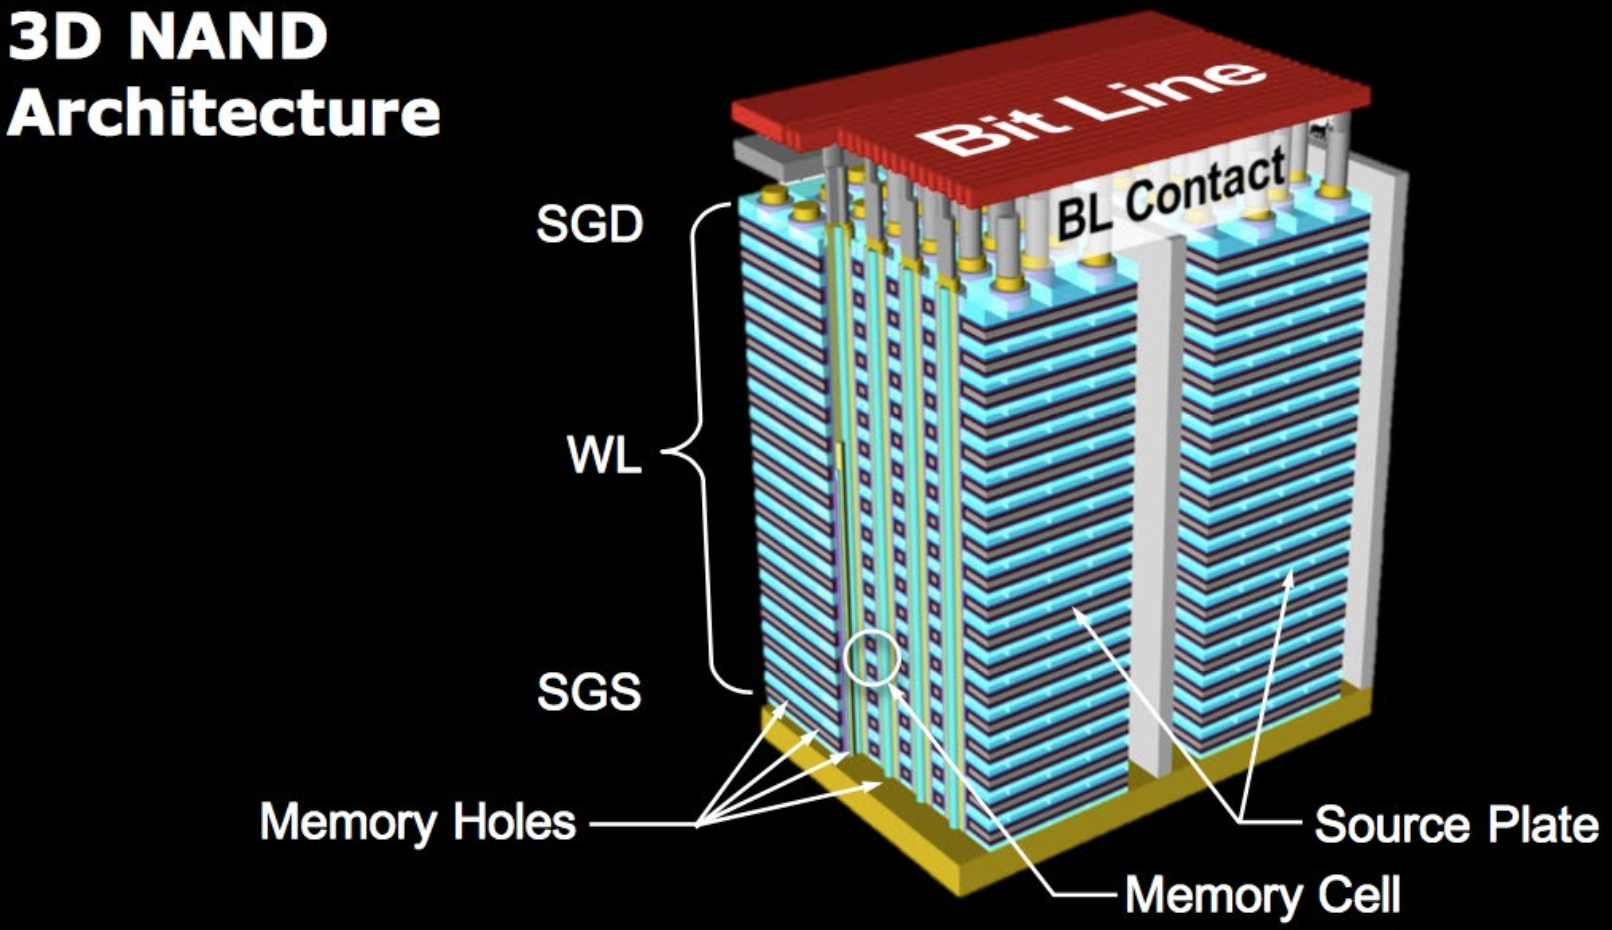 3D NAND
Architecture
Bit Line
BL Contact
SGD
WL
SGS
Memory Holes
Source Plate
Memory Cell